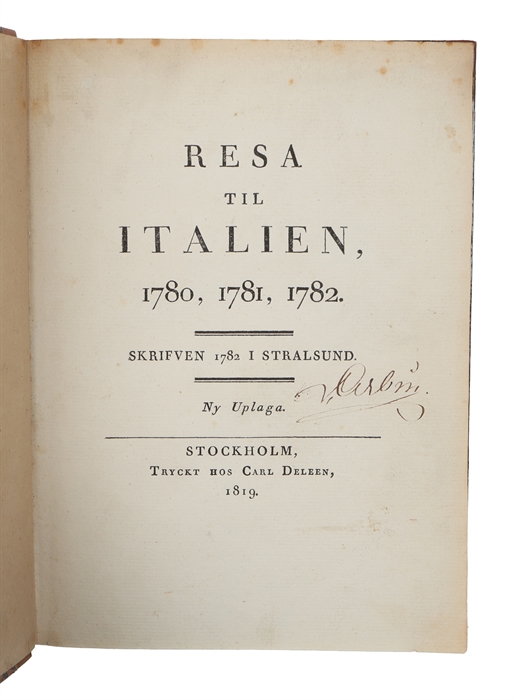 RESA
TIL
ITALIEN,
1780, 1781, 1782.
SKRIFVEN 1782 I STRALSUND.
Ny Uplaga.
STOCKHOLM,
TRYCKT HOS CARL DELEEN,
1819.